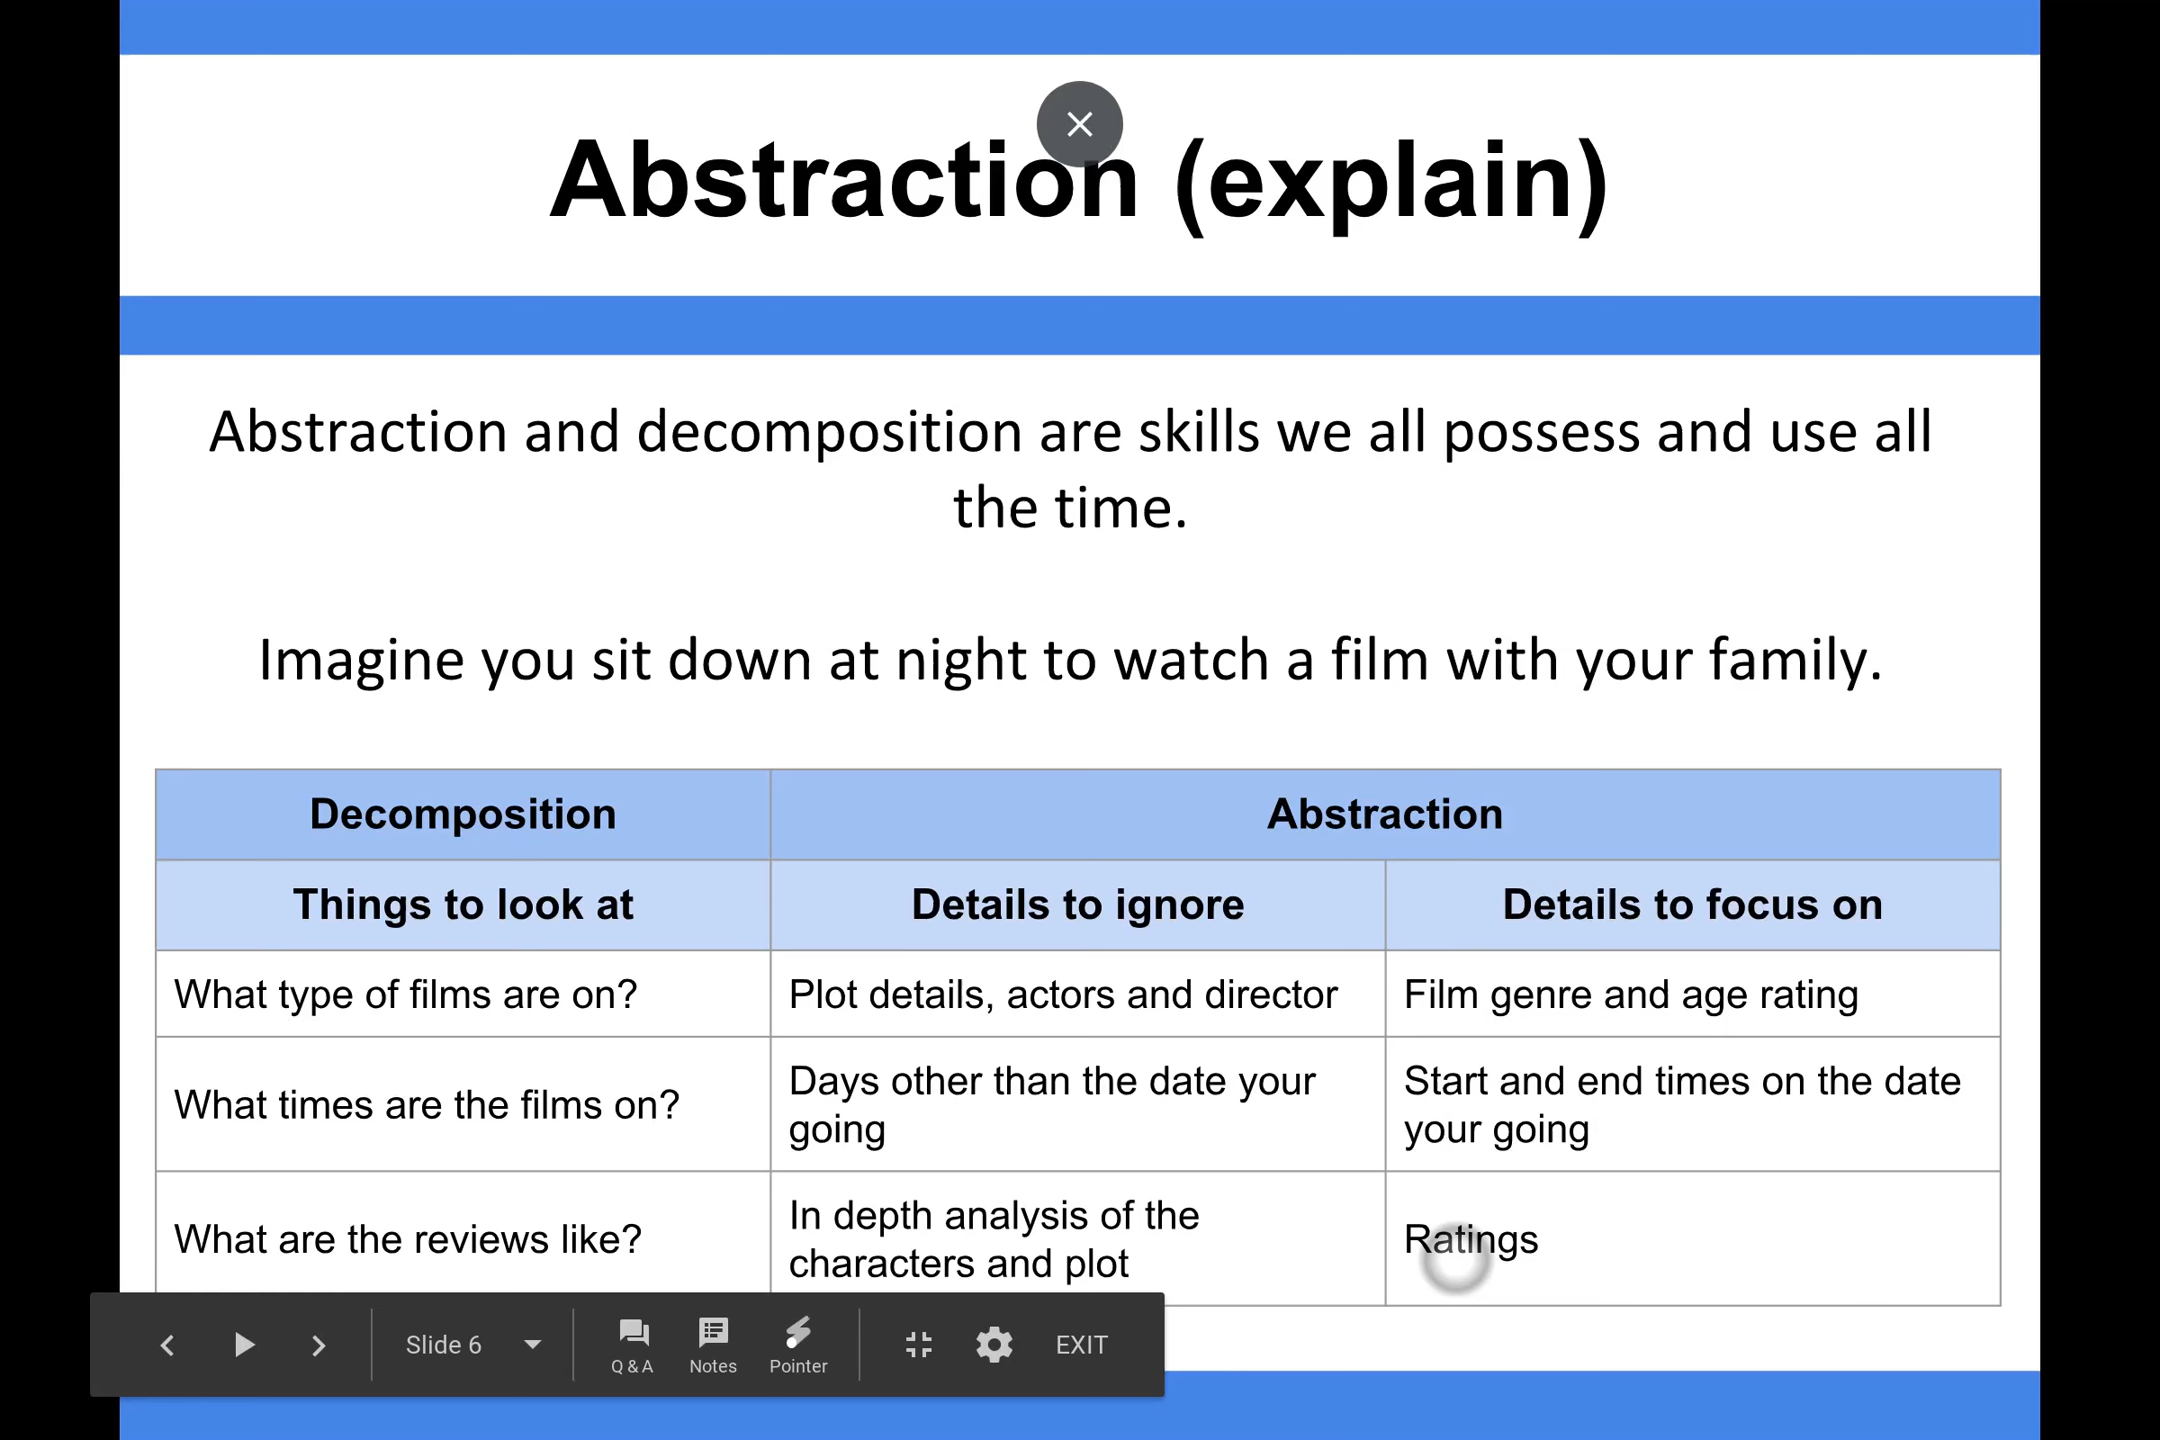 Abstraction (explain)
Abstraction and decomposition are skills we all possess and use all
the time.
Imagine you sit down at night to watch a film with your family.
Decomposition
Abstraction
Things to look at
Details to ignore
Details to focus on
What type of films are on?
Plot details, actors and director
Film genre and age rating
What times are the films on?
Days other than the date your
going
Start and end times on the date
your going
What are the reviews like?
In depth analysis of the
characters and plot
Ratings
Slide 6
Q & A
Notes
Pointer
EXIT